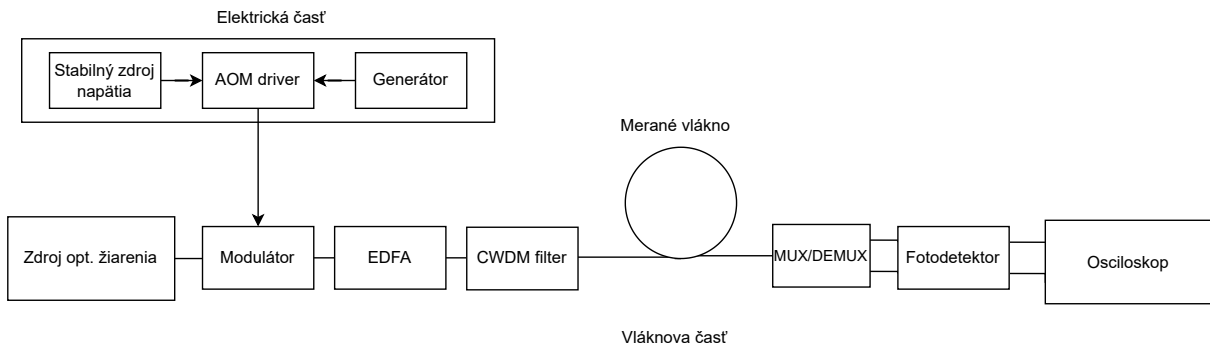 Elektrická časť
Stabilný zdroj
napätia
AOM driver
Generátor
Merané vlákno
Zdroj opt. žiarenia
Modulátor
EDFA
CWDM filter
MUX/DEMUX
Fotodetektor
Osciloskop
Vláknova časť